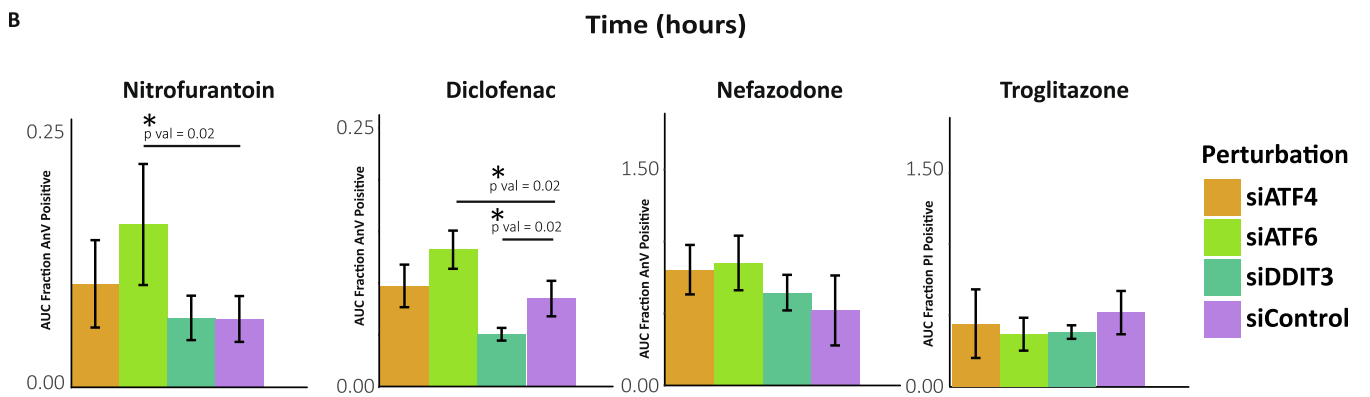 B
Time (hours)
Nitrofurantoin
AUC Fraction AnV Poisitive
0.25
0.00
*
p val = 0.02
Diclofenac
AUC Fraction AnV Poisitive
0.25
0.00
*
p val = 0.02
*
p val = 0.02
Nefazodone
AUC Fraction AnV Poisitive
1.50
0.00
Troglitazone
AUC Fraction PI Poisitive
1.50
0.00
Perturbation
siATF4
siATF6
siDDIT3
siControl